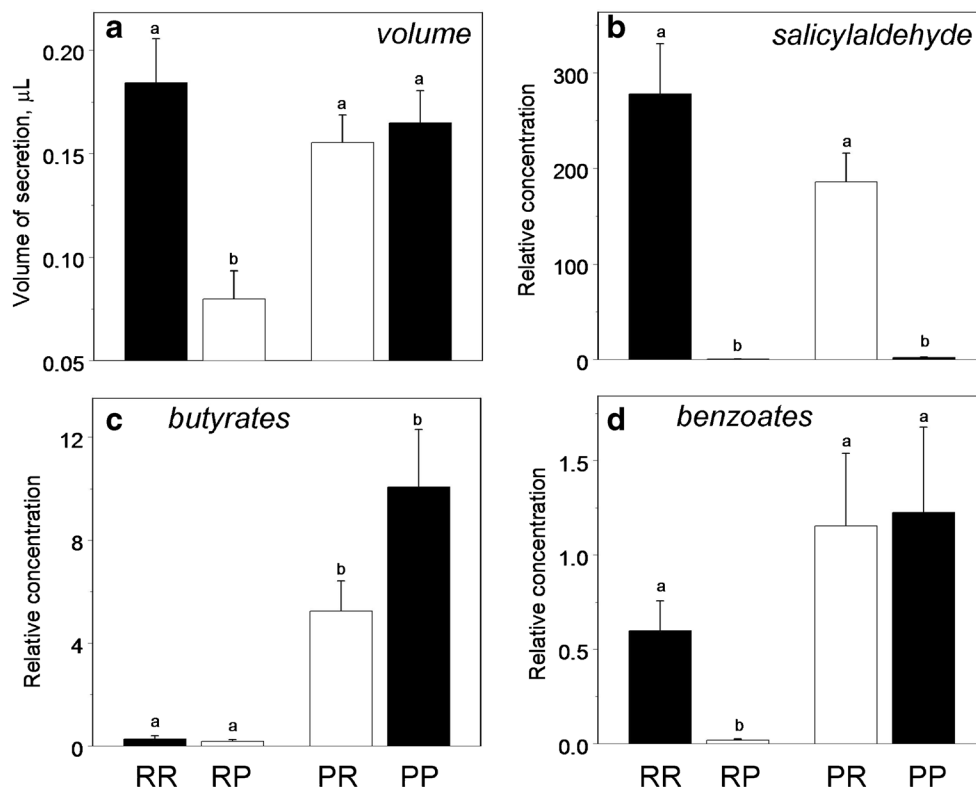 a
volume
Volume of secretion, μL
0.20
0.15
0.10
0.05
a
b
a
a
b
salicylaldehyde
Relative concentration
300
200
100
0
a
b
a
b
c
butyrates
Relative concentration
12
8
4
0
a
a
b
b
RR RP PR PP
d
benzoates
Relative concentration
1.5
1.0
0.5
0.0
a
b
a
a
RR RP PR PP